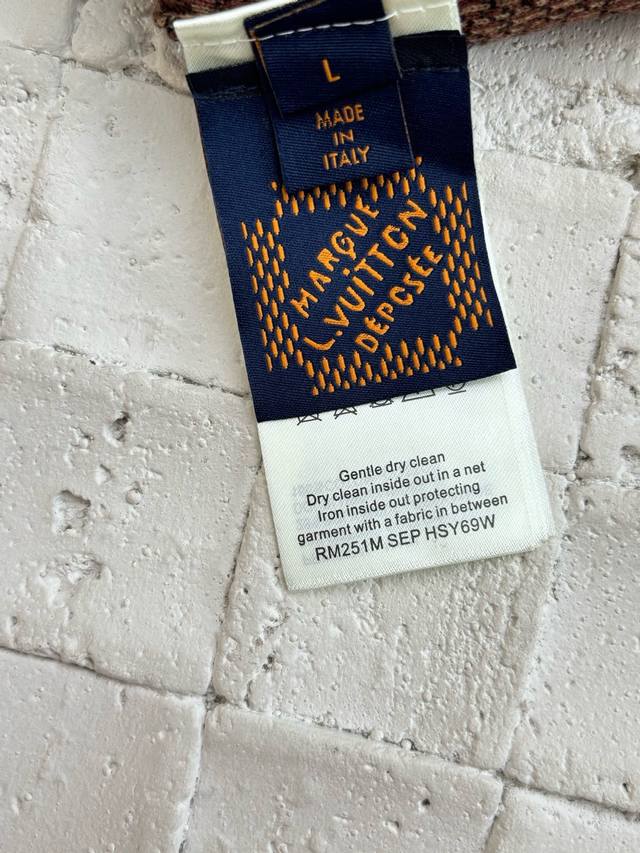 L
MADE
IN
ITALY
MARQUE
L.VUITTON
DÉPOSÉE
Gentle dry clean
Dry clean inside out in a net
Iron inside out protecting
garment with a fabric in between
RM251M SEP HSY69W